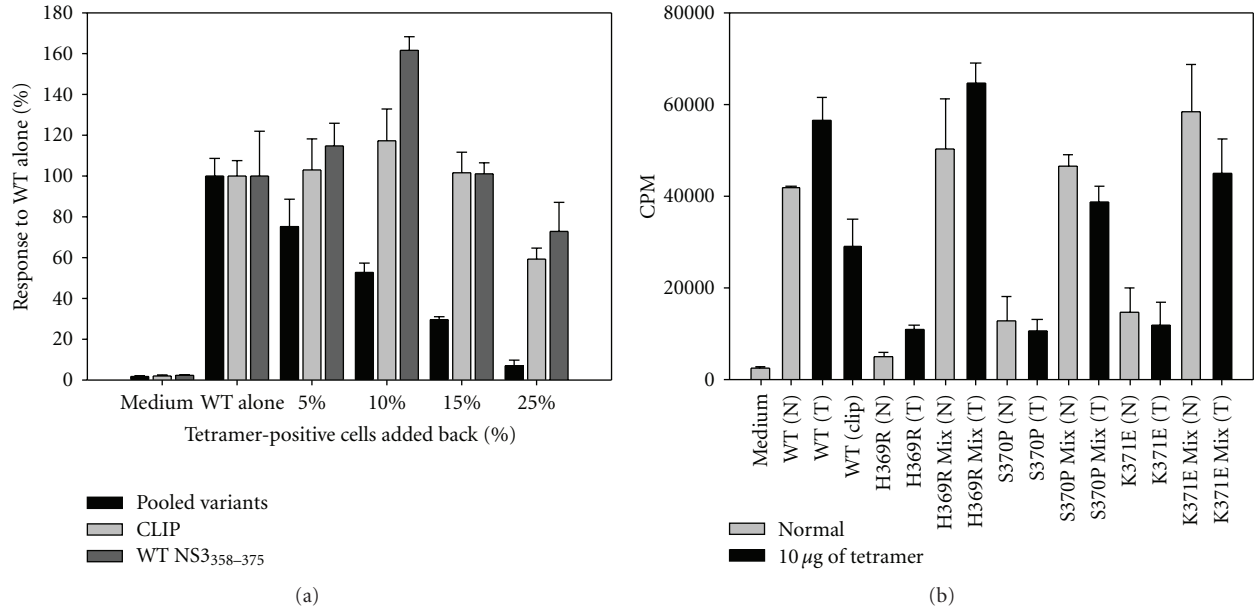 180
160
140
120
100
80
60
40
20
0
Response to WT alone (%)
Medium WT alone 5% 10% 15% 25%
Tetramer-positive cells added back (%)
Pooled variants
CLIP
WT NS3₃₅₈₋₃₇₅
(a)
80000
60000
40000
20000
0
CPM
Medium
WT (N)
WT (T)
WT (clip)
H369R (N)
H369R (T)
H369R Mix (N)
H369R Mix (T)
S370P (N)
S370P (T)
S370P Mix (N)
S370P Mix (T)
K371E (N)
K371E (T)
K371E Mix (N)
K371E Mix (T)
Normal
10 μg of tetramer
(b)